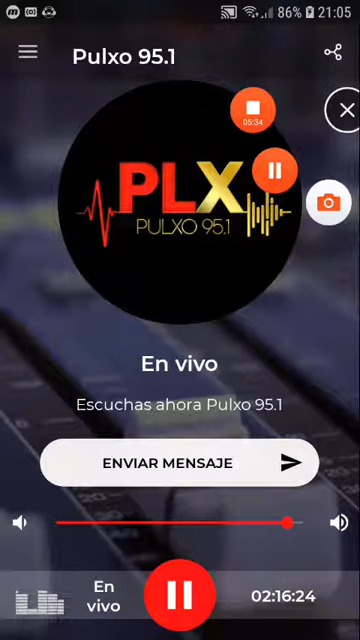 86% 21:05
Pulxo 95.1
05:34
PLX
PULXO 95.1
En vivo
Escuchas ahora Pulxo 95.1
ENVIAR MENSAJE
En
vivo
02:16:24